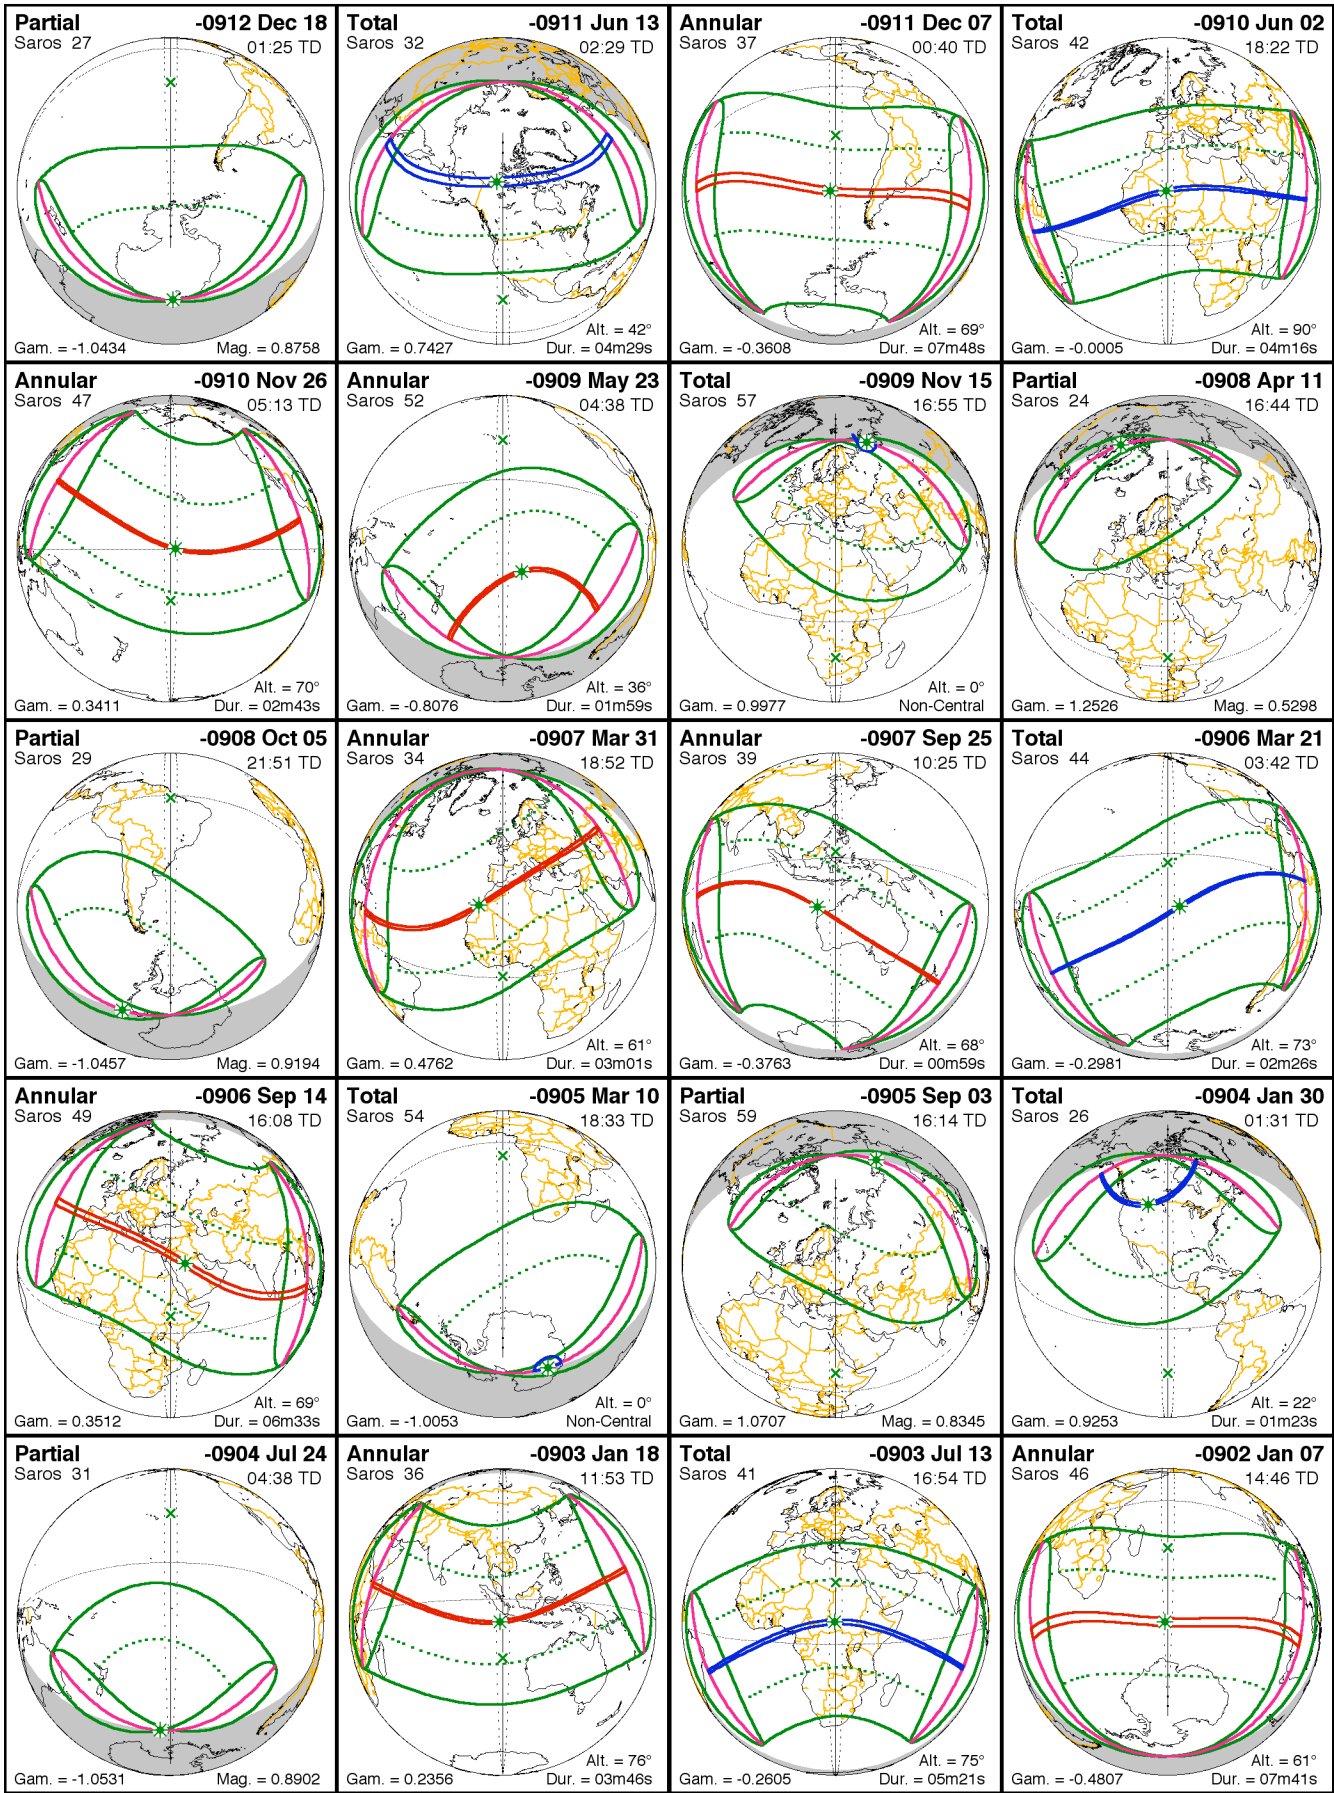 Partial -0912 Dec 18
Saros 27 01:25 TD
Gam. = -1.0434 Mag. = 0.8758
Total -0911 Jun 13
Saros 32 02:29 TD
Alt. = 42°
Gam. = 0.7427 Dur. = 04m29s
Annular -0911 Dec 07
Saros 37 00:40 TD
Alt. = 69°
Gam. = -0.3608 Dur. = 07m48s
Total -0910 Jun 02
Saros 42 18:22 TD
Alt. = 90°
Gam. = -0.0005 Dur. = 04m16s
Annular -0910 Nov 26
Saros 47 05:13 TD
Alt. = 70°
Gam. = 0.3411 Dur. = 02m43s
Annular -0909 May 23
Saros 52 04:38 TD
Alt. = 36°
Gam. = -0.8076 Dur. = 01m59s
Total -0909 Nov 15
Saros 57 16:55 TD
Alt. = 0°
Gam. = 0.9977 Non-Central
Partial -0908 Apr 11
Saros 24 16:44 TD
Gam. = 1.2526 Mag. = 0.5298
Partial -0908 Oct 05
Saros 29 21:51 TD
Gam. = -1.0457 Mag. = 0.9194
Annular -0907 Mar 31
Saros 34 18:52 TD
Alt. = 61°
Gam. = 0.4762 Dur. = 03m01s
Annular -0907 Sep 25
Saros 39 10:25 TD
Alt. = 68°
Gam. = -0.3763 Dur. = 00m59s
Total -0906 Mar 21
Saros 44 03:42 TD
Alt. = 73°
Gam. = -0.2981 Dur. = 02m26s
Annular -0906 Sep 14
Saros 49 16:08 TD
Alt. = 69°
Gam. = 0.3512 Dur. = 06m33s
Total -0905 Mar 10
Saros 54 18:33 TD
Alt. = 0°
Gam. = -1.0053 Non-Central
Partial -0905 Sep 03
Saros 59 16:14 TD
Gam. = 1.0707 Mag. = 0.8345
Total -0904 Jan 30
Saros 26 01:31 TD
Alt. = 22°
Gam. = 0.9253 Dur. = 01m23s
Partial -0904 Jul 24
Saros 31 04:38 TD
Gam. = -1.0531 Mag. = 0.8902
Annular -0903 Jan 18
Saros 36 11:53 TD
Alt. = 76°
Gam. = 0.2356 Dur. = 03m46s
Total -0903 Jul 13
Saros 41 16:54 TD
Alt. = 75°
Gam. = -0.2605 Dur. = 05m21s
Annular -0902 Jan 07
Saros 46 14:46 TD
Alt. = 61°
Gam. = -0.4807 Dur. = 07m41s